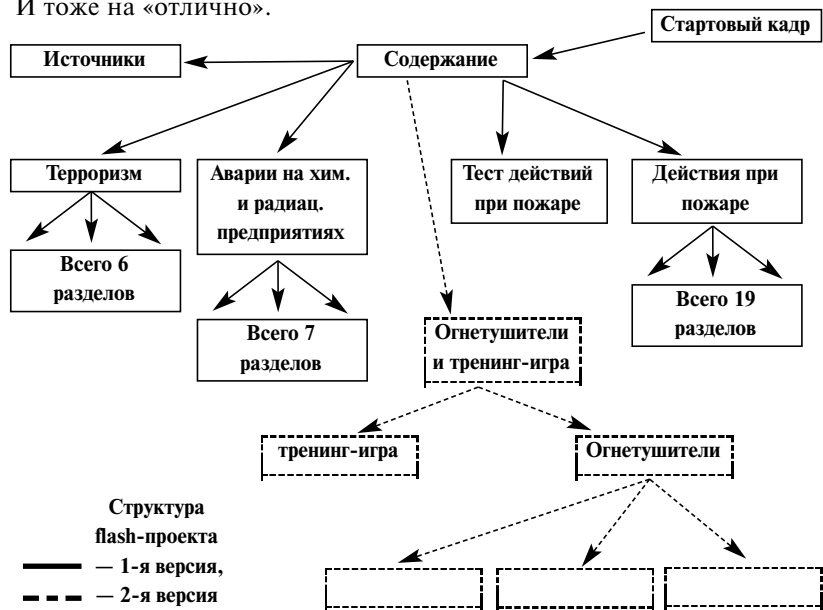 И тоже на «отлично».
Стартовый кадр
Источники
Содержание
Терроризм
Аварии на хим.
и радиац.
предприятиях
Тест действий
при пожаре
Действия при
пожаре
Всего 6
разделов
Всего 7
разделов
Всего 19
разделов
Огнетушители
и тренинг-игра
тренинг-игра
Огнетушители
Структура
flash-проекта
— 1-я версия,
— 2-я версия